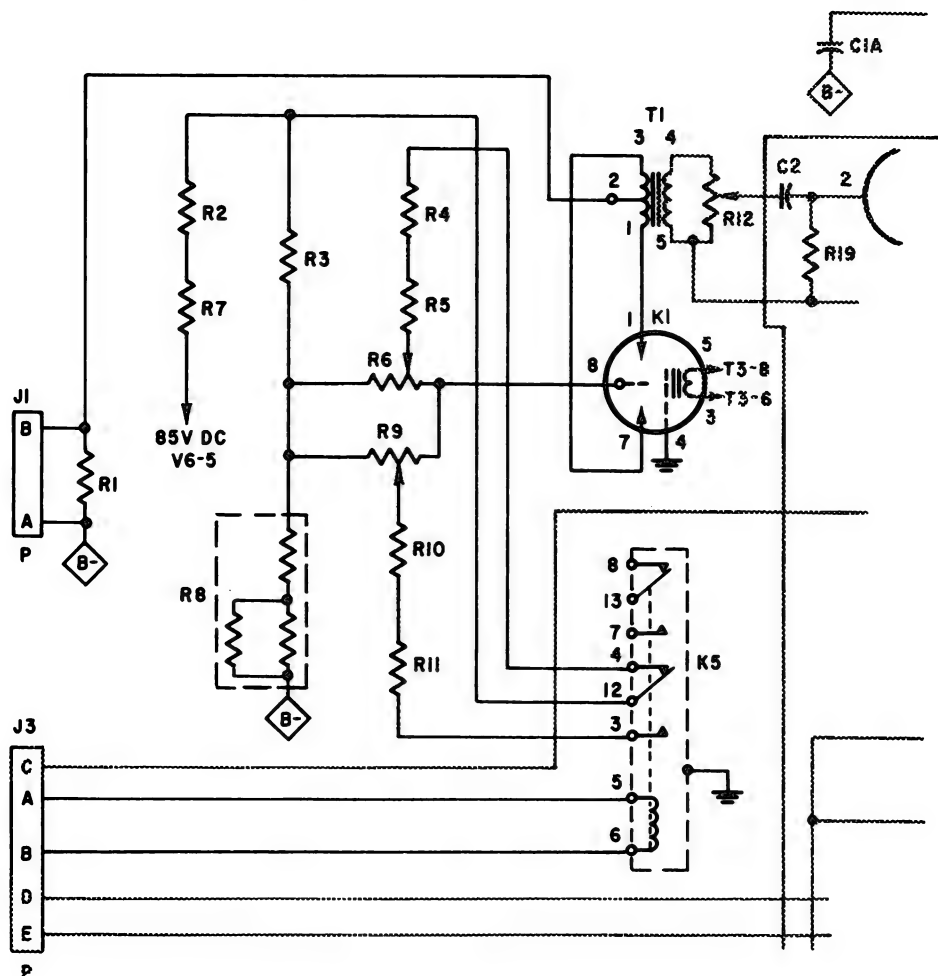 C1A
B-
T1
3 4
C2
2
2
R4
R2
R12
1
5
R3
R19
R5
R7
1 K1
5
R6
8
T3-8
T3-6
J1
3
R9
7
4
B
85V DC
V6-5
R1
A
R10
P
B-
8
R8
13
7
4
K5
R11
12
B-
3
J3
C
5
A
6
B
D
E
P